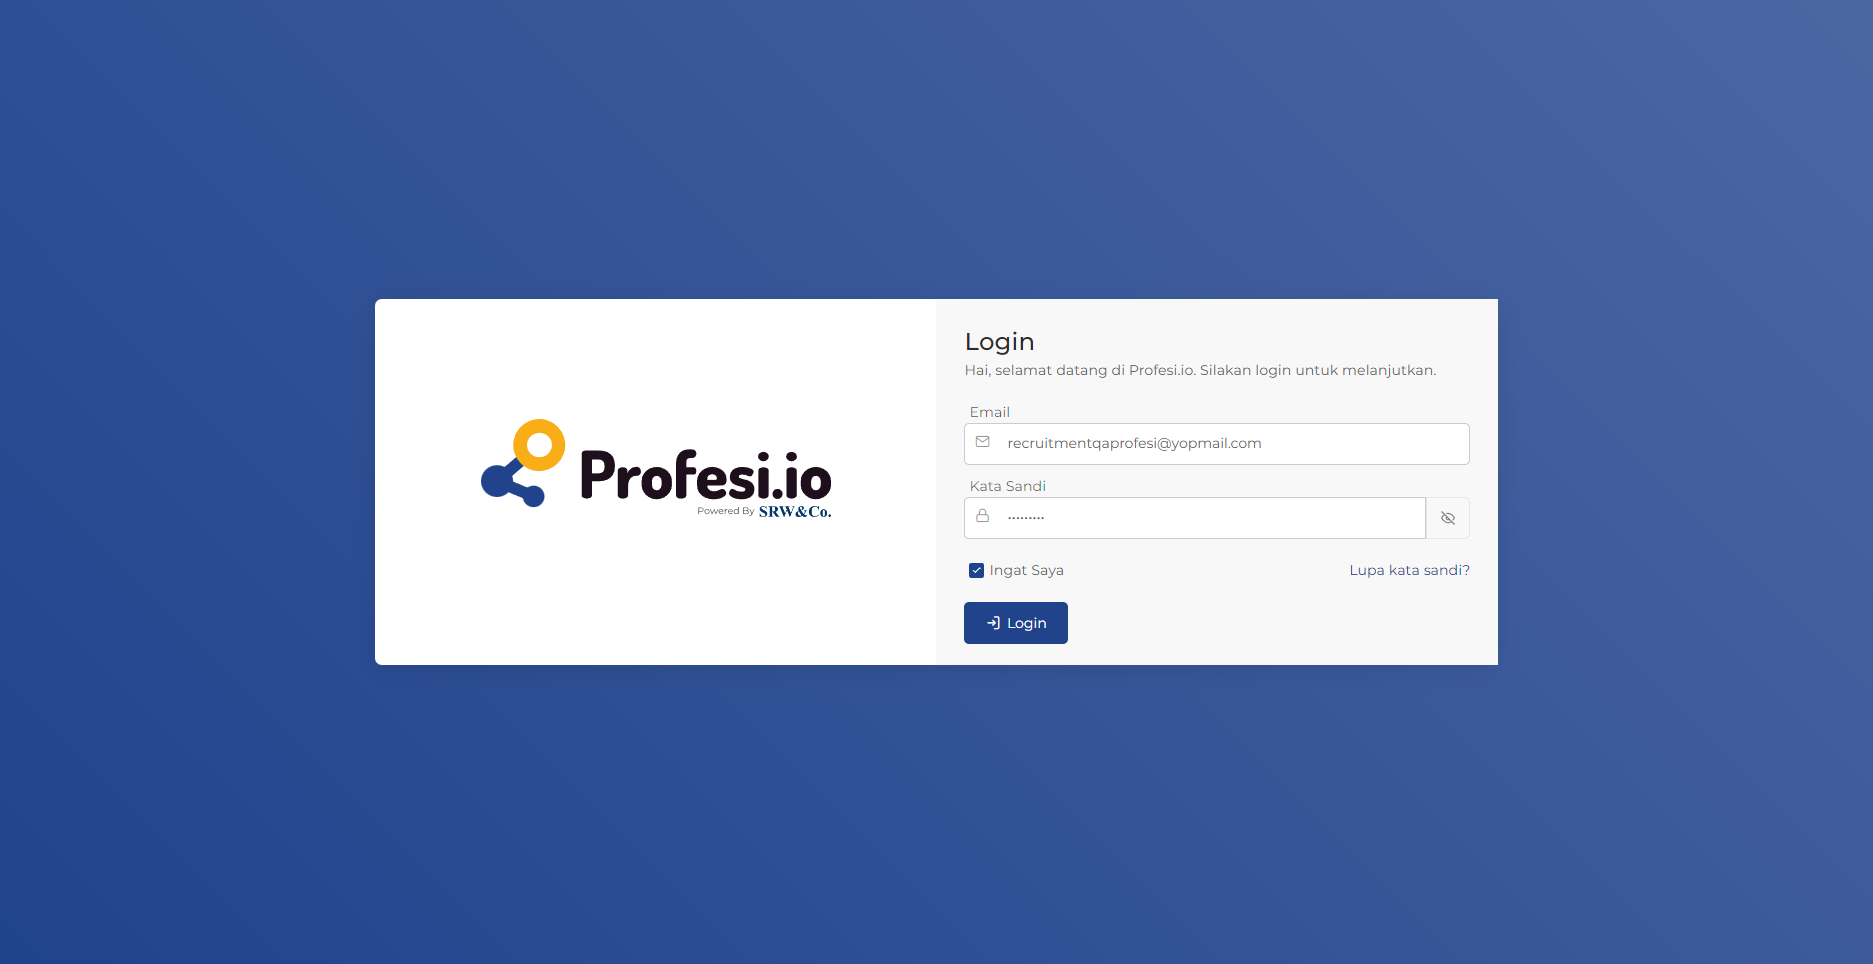 Profesi.io
Powered By SRW&Co.
Login
Hai, selamat datang di Profesi.io. Silakan login untuk melanjutkan.
Email
recruitmentqaprofesi@yopmail.com
Kata Sandi
·········
Ingat Saya
Lupa kata sandi?
Login